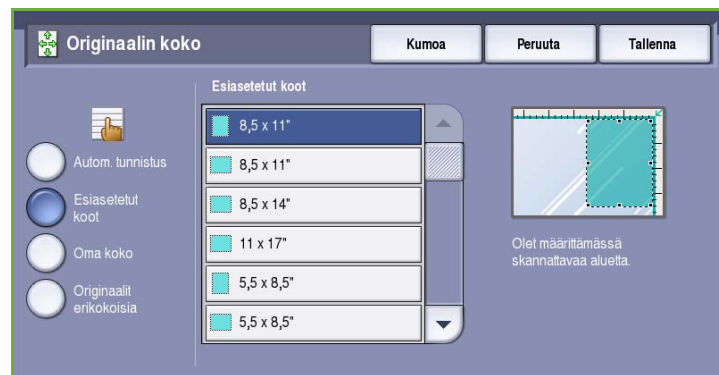 Originaalin koko
Kumoa
Peruuta
Tallenna
Esiasetetut koot
Autom. tunnistus
Esiasetetut
koot
Oma koko
Originaalit
erikokoisia
8,5 x 11"
8,5 x 11"
8,5 x 14"
11 x 17"
5,5 x 8,5"
5,5 x 8,5"
Olet määrittämässä
skannattavaa aluetta.